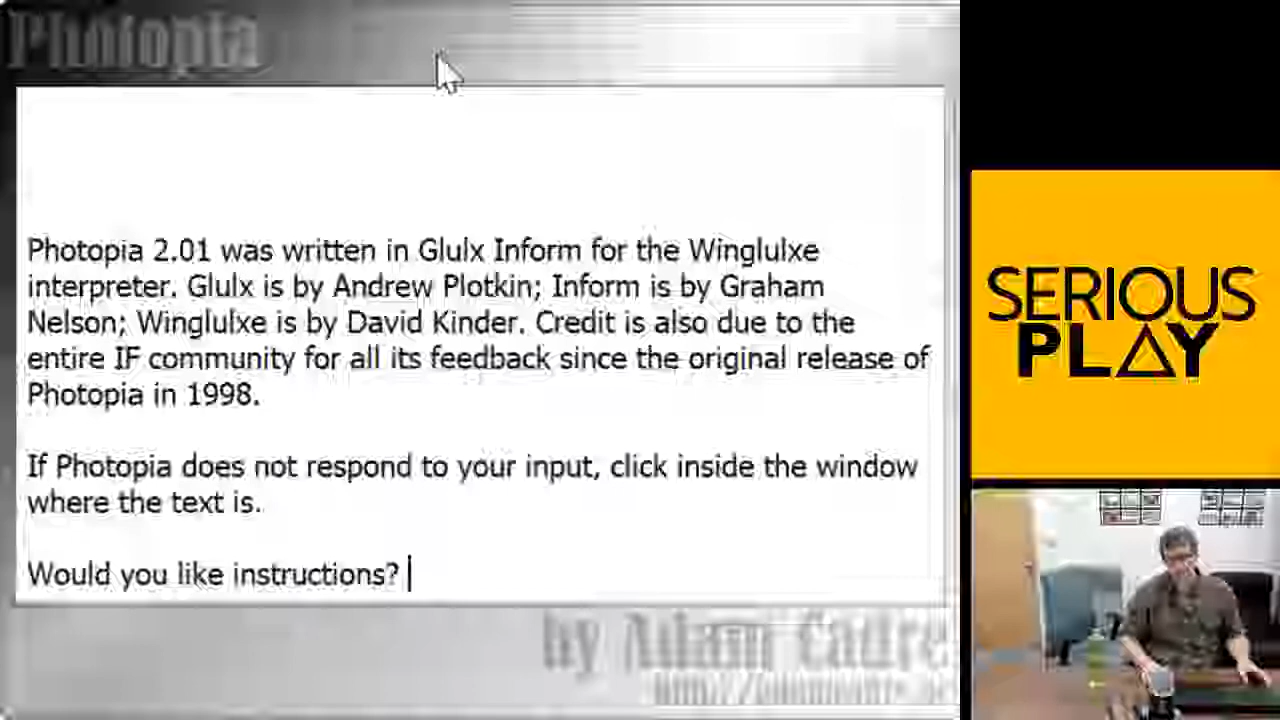 Photopia
Photopia 2.01 was written in Glulx Inform for the Winglulxe
interpreter. Glulx is by Andrew Plotkin; Inform is by Graham
Nelson; Winglulxe is by David Kinder. Credit is also due to the
entire IF community for all its feedback since the original release of
Photopia in 1998.
If Photopia does not respond to your input, click inside the window
where the text is.
Would you like instructions?
by Adam Cadre
SERIOUS
PLAY